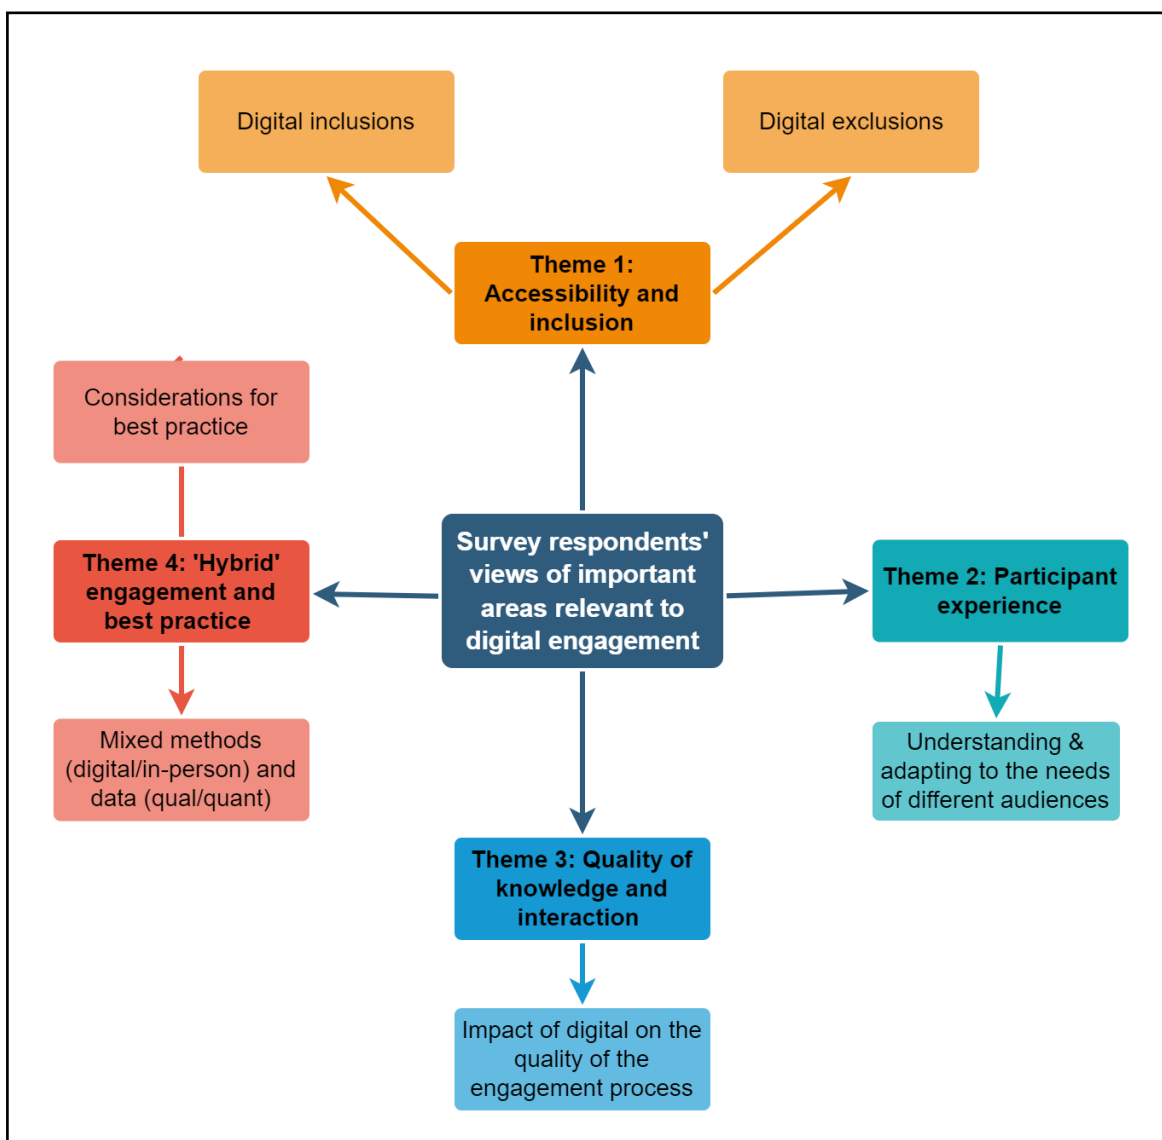 Digital inclusions
Digital exclusions
Theme 1:
Accessibility and
inclusion
Considerations for
best practice
Theme 4: 'Hybrid'
engagement and
best practice
Mixed methods
(digital/in-person) and
data (qual/quant)
Survey respondents'
views of important
areas relevant to
digital engagement
Theme 2: Participant
experience
Understanding &
adapting to the needs
of different audiences
Theme 3: Quality of
knowledge and
interaction
Impact of digital on the
quality of the
engagement process